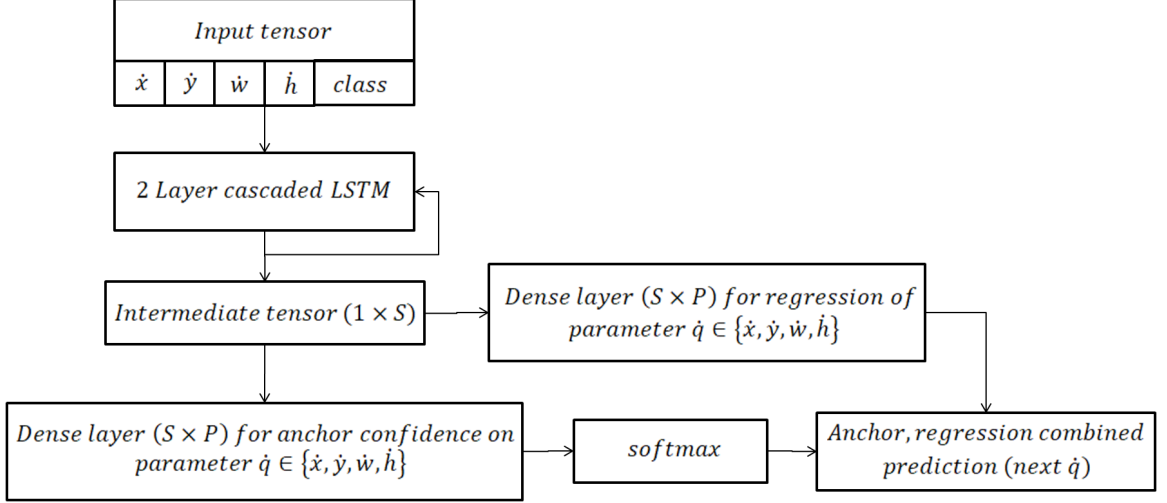 Input tensor
ẋ ẏ ẇ ḣ class
2 Layer cascaded LSTM
Intermediate tensor (1 × S)
Dense layer (S × P) for regression of
parameter q̇ ∈ {ẋ, ẏ, ẇ, ḣ}
Dense layer (S × P) for anchor confidence on
parameter q̇ ∈ {ẋ, ẏ, ẇ, ḣ}
softmax
Anchor, regression combined
prediction (next q̇)